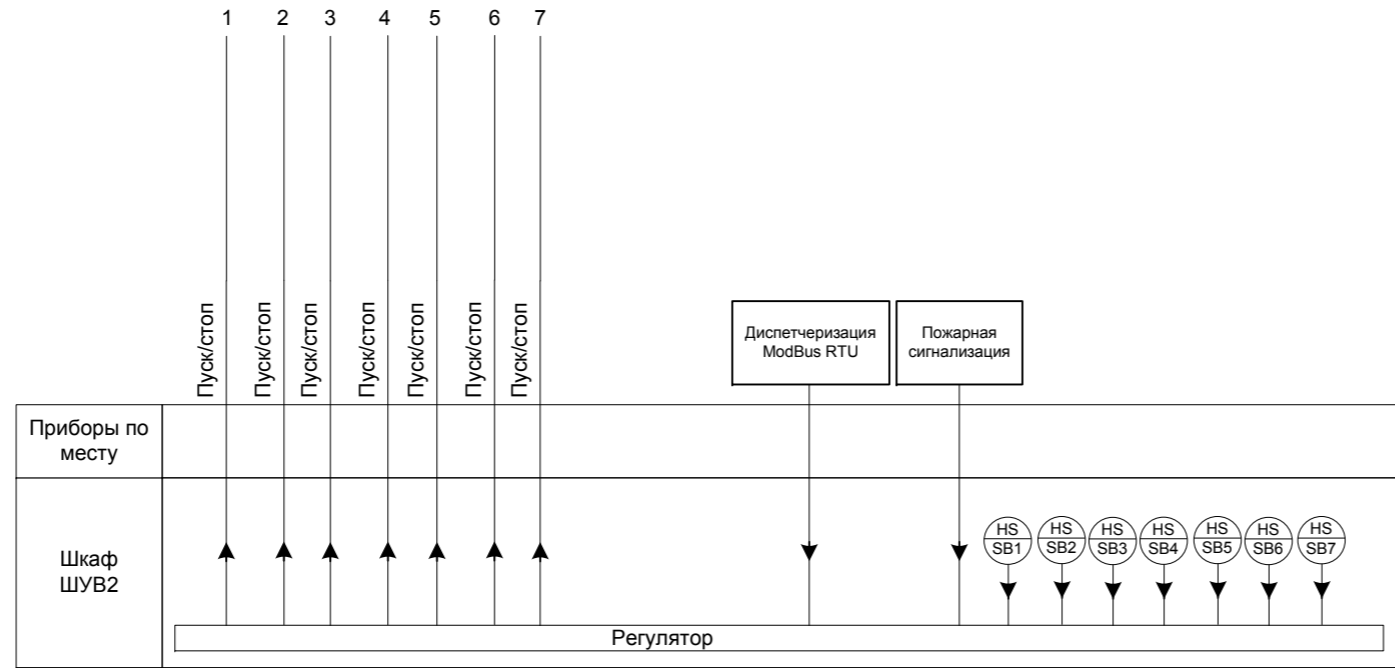 1 2 3 4 5 6 7
Пуск/стоп Пуск/стоп Пуск/стоп Пуск/стоп Пуск/стоп Пуск/стоп Пуск/стоп
Диспетчеризация
ModBus RTU
Пожарная
сигнализация
Приборы по
месту
Шкаф
ШУВ2
HS HS HS HS HS HS HS
SB1 SB2 SB3 SB4 SB5 SB6 SB7
Регулятор